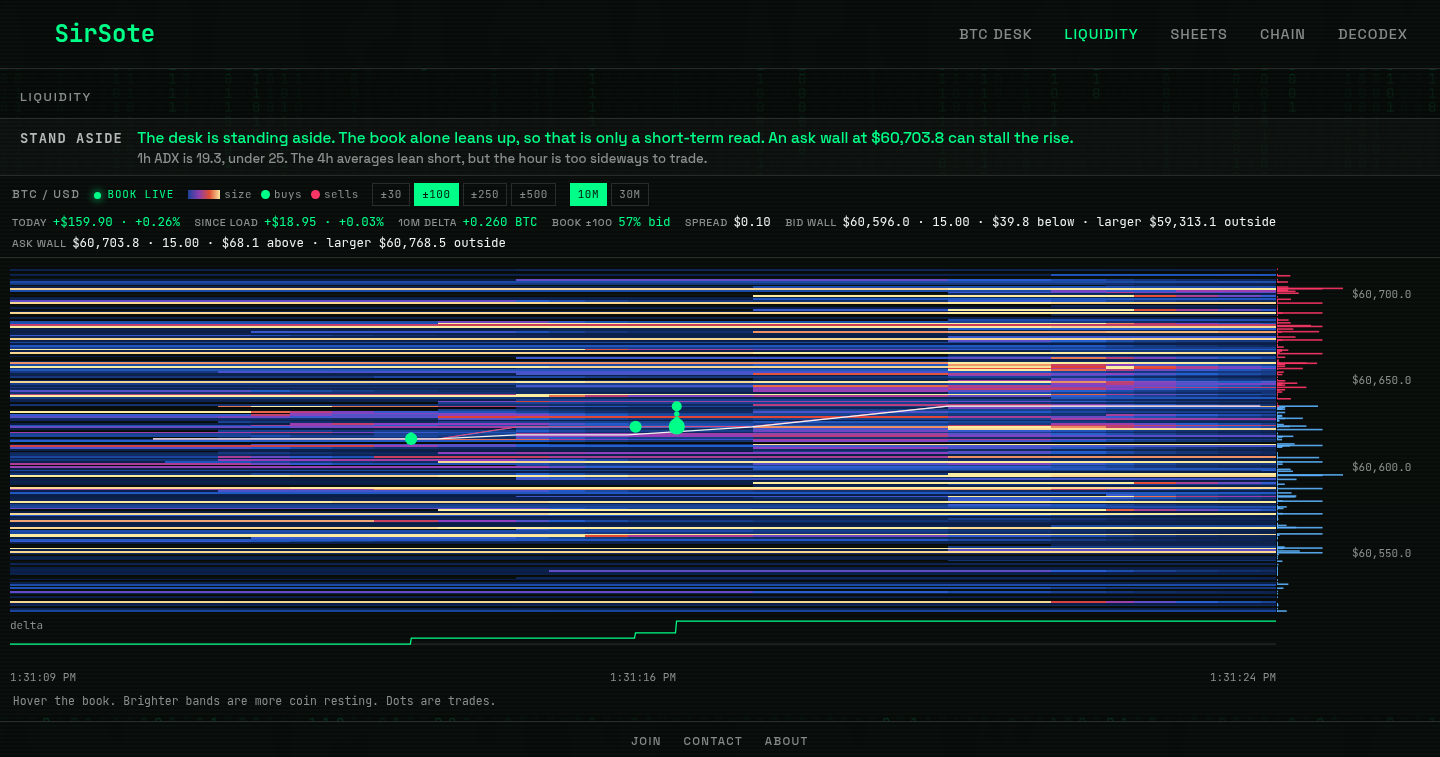 SirSote
BTC DESK LIQUIDITY SHEETS CHAIN DECODEX
LIQUIDITY
STAND ASIDE The desk is standing aside. The book alone leans up, so that is only a short-term read. An ask wall at $60,703.8 can stall the rise.
1h ADX is 19.3, under 25. The 4h averages lean short, but the hour is too sideways to trade.
BTC / USD BOOK LIVE size buys sells ±30 ±100 ±250 ±500 10M 30M
TODAY +$159.90 · +0.26% SINCE LOAD +$18.95 · +0.03% 10M DELTA +0.260 BTC BOOK ±100 57% bid SPREAD $0.10 BID WALL $60,596.0 · 15.00 · $39.8 below · larger $59,313.1 outside
ASK WALL $60,703.8 · 15.00 · $68.1 above · larger $60,768.5 outside
$60,700.0
$60,650.0
$60,600.0
$60,550.0
delta
1:31:09 PM 1:31:16 PM 1:31:24 PM
Hover the book. Brighter bands are more coin resting. Dots are trades.
JOIN CONTACT ABOUT